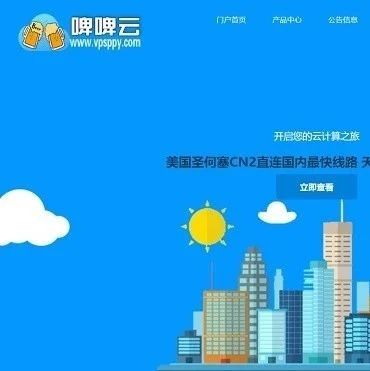 啤啤云
www.vpsppy.com
门户首页 产品中心 公告信息
开启您的云计算之旅
美国圣何塞CN2直连国内最快线路 天
立即查看